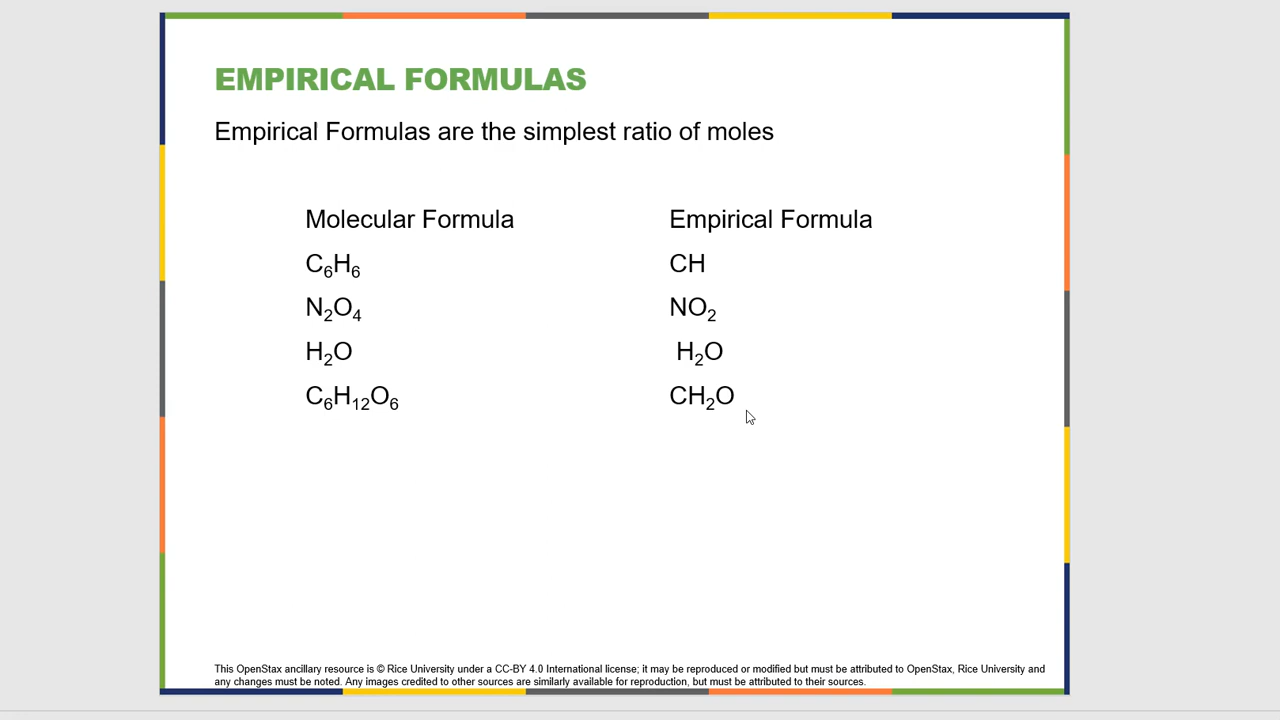 EMPIRICAL FORMULAS
Empirical Formulas are the simplest ratio of moles
Molecular Formula Empirical Formula
C₆H₆ CH
N₂O₄ NO₂
H₂O H₂O
C₆H₁₂O₆ CH₂O
This OpenStax ancillary resource is © Rice University under a CC-BY 4.0 International license; it may be reproduced or modified but must be attributed to OpenStax, Rice University and
any changes must be noted. Any images credited to other sources are similarly available for reproduction, but must be attributed to their sources.